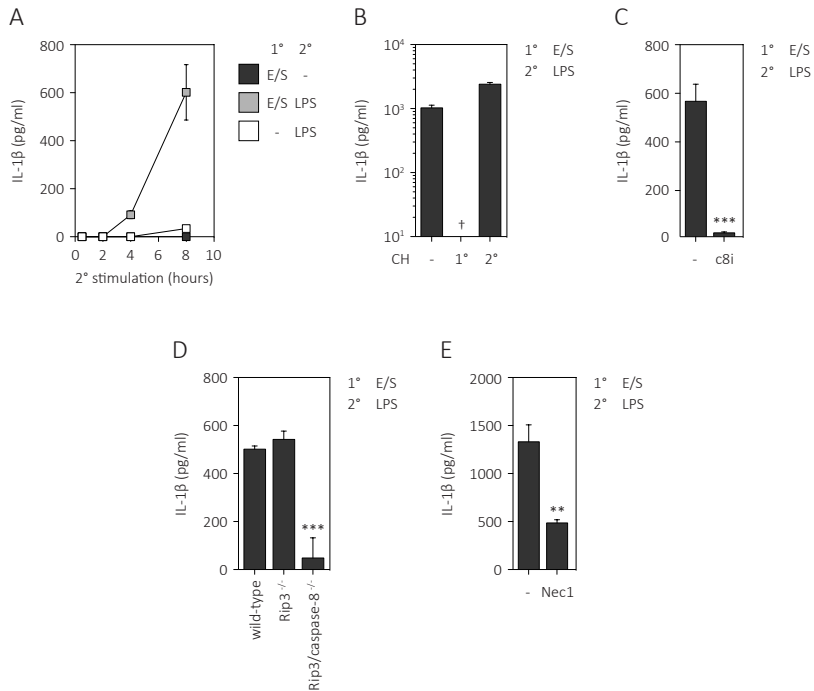 A
IL-1β (pg/ml)
800
600
400
200
0
0 2 4 6 8 10
2° stimulation (hours)
1° 2°
E/S -
E/S LPS
- LPS
B
IL-1β (pg/ml)
10⁴
10³
10²
10¹
†
CH - 1° 2°
1° E/S
2° LPS
C
IL-1β (pg/ml)
800
600
400
200
0
***
- c8i
1° E/S
2° LPS
D
IL-1β (pg/ml)
800
600
400
200
0
***
wild-type
Rip3 -/-
Rip3/caspase-8 -/-
1° E/S
2° LPS
E
IL-1β (pg/ml)
2000
1500
1000
500
0
**
- Nec1
1° E/S
2° LPS